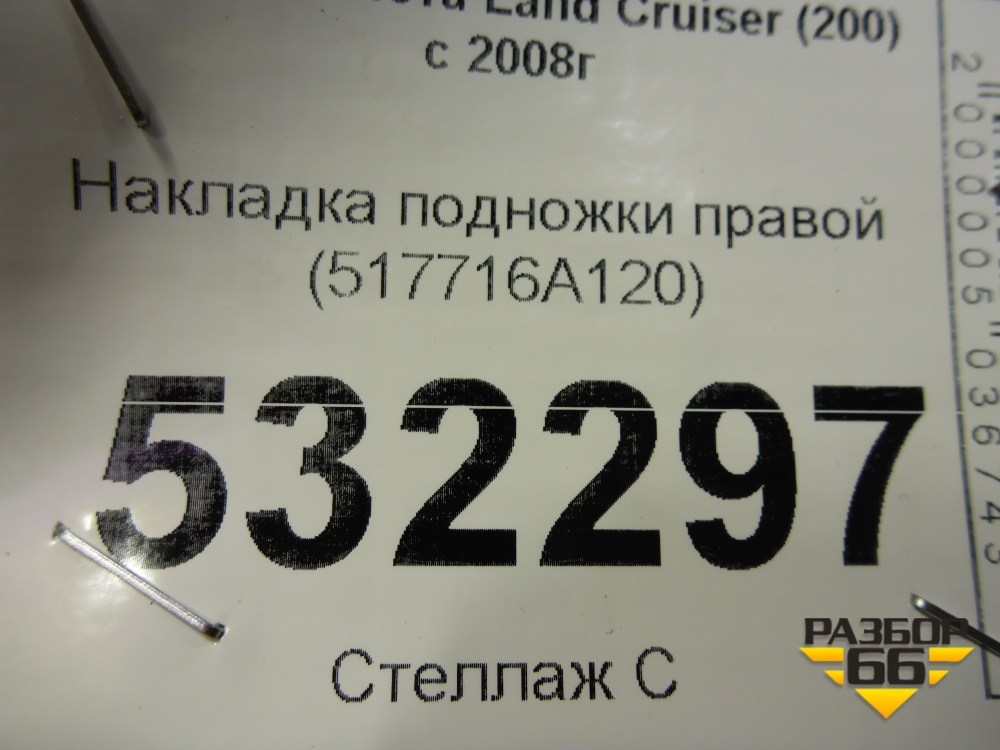 Land Cruiser (200)
с 2008г
Накладка подножки правой
(517716A120)
532297
Стеллаж С
РАЗБОР
66